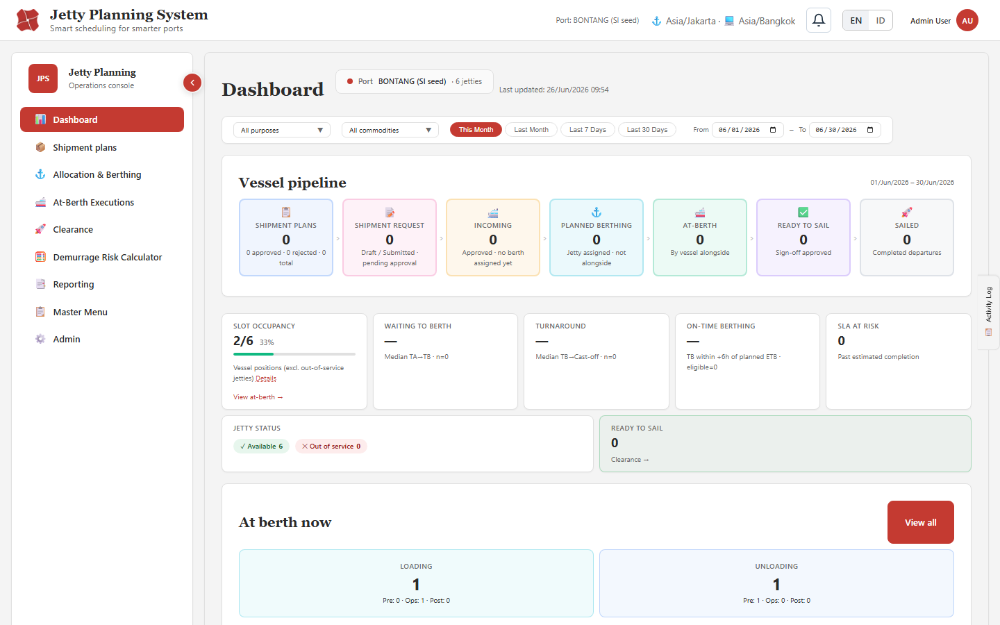 Jetty Planning System
Smart scheduling for smarter ports
Port: BONTANG (SI seed)
Asia/Jakarta · Asia/Bangkok
EN ID
Admin User AU
JPS
Jetty Planning
Operations console
Dashboard
Shipment plans
Allocation & Berthing
At-Berth Executions
Clearance
Demurrage Risk Calculator
Reporting
Master Menu
Admin
Dashboard
Port BONTANG (SI seed) · 6 jetties
Last updated: 26/Jun/2026 09:54
All purposes ▼ All commodities ▼ This Month Last Month Last 7 Days Last 30 Days From 06/01/2026 – To 06/30/2026
Vessel pipeline
01/Jun/2026 – 30/Jun/2026
SHIPMENT PLANS
0
0 approved · 0 rejected · 0
total
SHIPMENT REQUEST
0
Draft / Submitted ·
pending approval
INCOMING
0
Approved · no berth
assigned yet
PLANNED BERTHING
0
Jetty assigned · not
alongside
AT-BERTH
0
By vessel alongside
READY TO SAIL
0
Sign-off approved
SAILED
0
Completed departures
SLOT OCCUPANCY
2/6 33%
Vessel positions (excl. out-of-service
jetties) Details
View at-berth →
WAITING TO BERTH
—
Median TA→TB · n=0
TURNAROUND
—
Median TB→Cast-off · n=0
ON-TIME BERTHING
—
TB within +6h of planned ETB ·
eligible=0
SLA AT RISK
0
Past estimated completion
JETTY STATUS
✓ Available 6 ✕ Out of service 0
READY TO SAIL
0
Clearance →
At berth now
View all
LOADING
1
Pre: 0 · Ops: 1 · Post: 0
UNLOADING
1
Pre: 1 · Ops: 0 · Post: 0
Activity Log